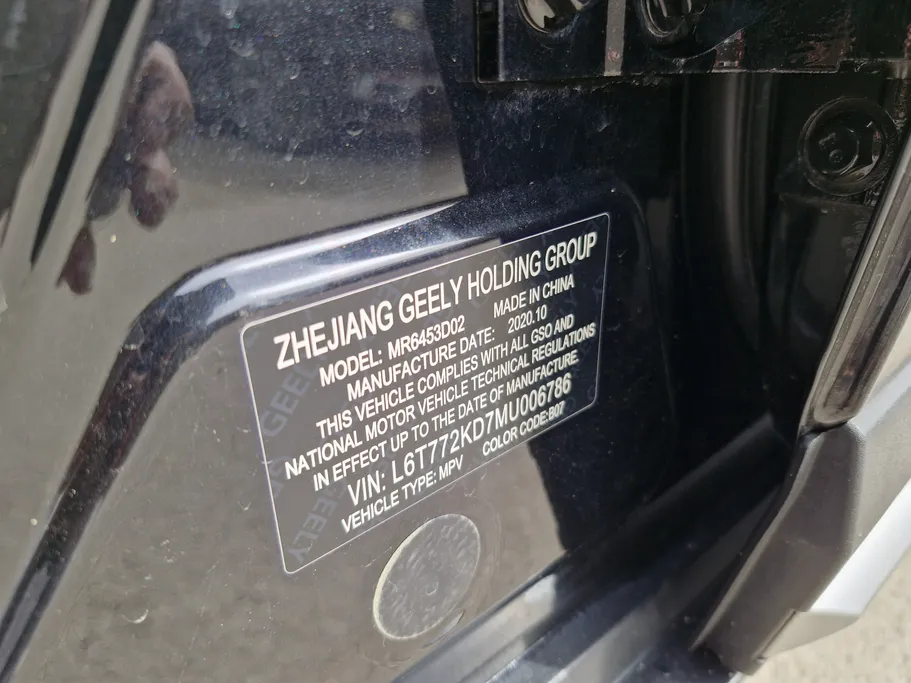 ZHEJIANG GEELY HOLDING GROUP
MODEL: MR6453D02 MADE IN CHINA
MANUFACTURE DATE: 2020.10
THIS VEHICLE COMPLIES WITH ALL GSO AND
NATIONAL MOTOR VEHICLE TECHNICAL REGULATIONS
IN EFFECT UP TO THE DATE OF MANUFACTURE.
VIN: L6T772KD7MU006786
VEHICLE TYPE: MPV COLOR CODE:B07
GEELY
GEELY